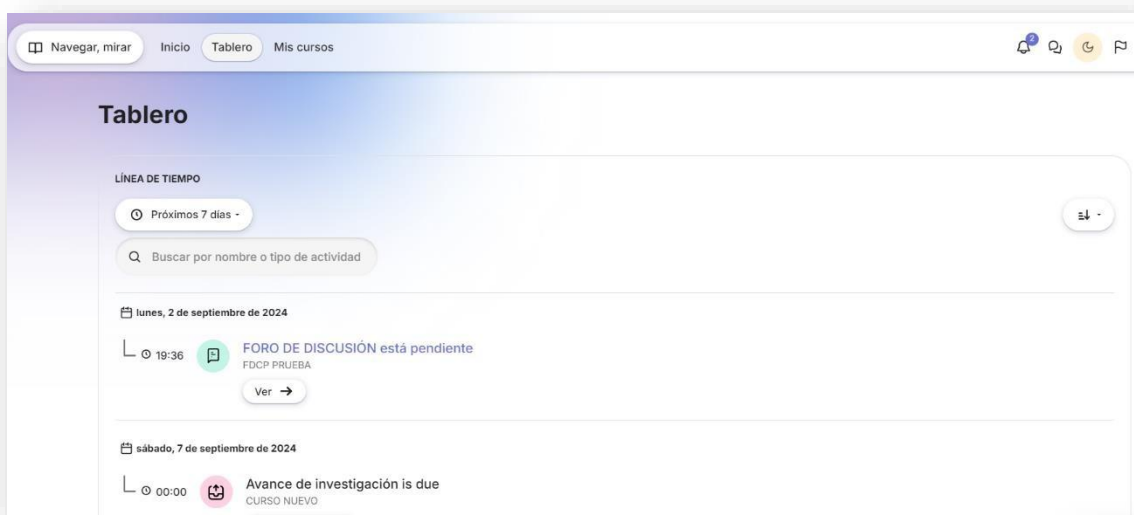 Navegar, mirar Inicio Tablero Mis cursos 2
Tablero
LÍNEA DE TIEMPO
Próximos 7 días
Buscar por nombre o tipo de actividad
lunes, 2 de septiembre de 2024
19:36 FORO DE DISCUSIÓN está pendiente
FDCP PRUEBA
Ver →
sábado, 7 de septiembre de 2024
00:00 Avance de investigación is due
CURSO NUEVO